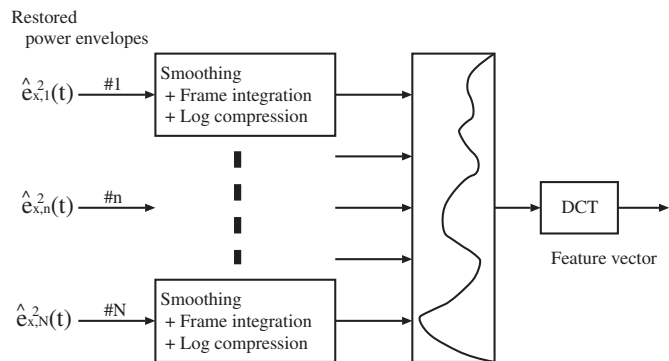 Restored
power envelopes
ê²x,1(t)
#1
Smoothing
+ Frame integration
+ Log compression
ê²x,n(t)
#n
DCT
Feature vector
ê²x,N(t)
#N
Smoothing
+ Frame integration
+ Log compression